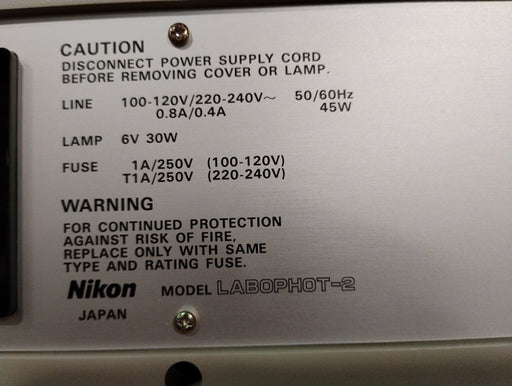 CAUTION
DISCONNECT POWER SUPPLY CORD
BEFORE REMOVING COVER OR LAMP.
LINE 100-120V/220-240V~ 50/60Hz
0.8A/0.4A 45W
LAMP 6V 30W
FUSE 1A/250V (100-120V)
T1A/250V (220-240V)
WARNING
FOR CONTINUED PROTECTION
AGAINST RISK OF FIRE,
REPLACE ONLY WITH SAME
TYPE AND RATING FUSE.
Nikon MODEL LABOPHOT-2
JAPAN